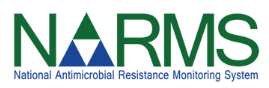 NARMS
National Antimicrobial Resistance Monitoring System